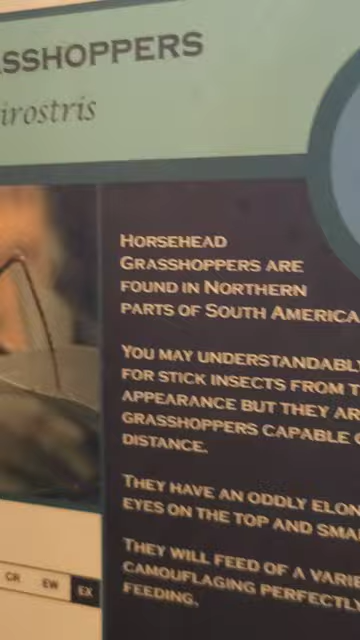 SSHOPPERS
irostris
HORSEHEAD
GRASSHOPPERS ARE
FOUND IN NORTHERN
PARTS OF SOUTH AMERICA
YOU MAY UNDERSTANDABLY
FOR STICK INSECTS FROM T
APPEARANCE BUT THEY AR
GRASSHOPPERS CAPABLE
DISTANCE.
THEY HAVE AN ODDLY ELON
EYES ON THE TOP AND SMA
THEY WILL FEED OF A VARI
CAMOUFLAGING PERFECTLY
FEEDING.
CR EW EX